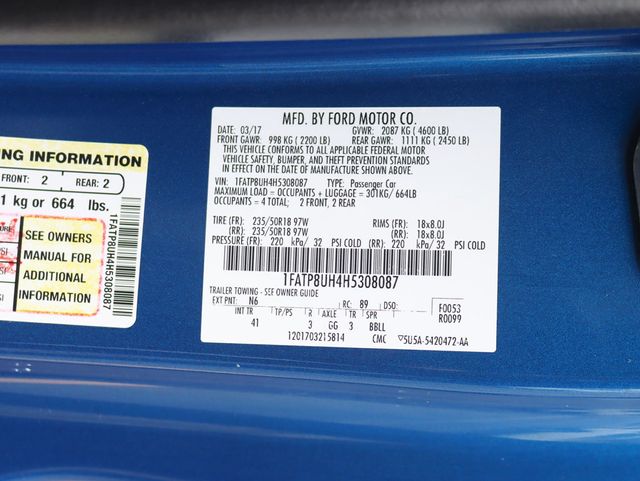 NG INFORMATION
FRONT: 2 REAR: 2
1 kg or 664 lbs.
SEE OWNERS
MANUAL FOR
ADDITIONAL
INFORMATION
1FATP8UH4H5308087
MFD. BY FORD MOTOR CO.
DATE: 03/17 GVWR: 2087 KG ( 4600 LB)
FRONT GAWR: 998 KG ( 2200 LB) REAR GAWR: 1111 KG ( 2450 LB)
THIS VEHICLE CONFORMS TO ALL APPLICABLE FEDERAL MOTOR
VEHICLE SAFETY, BUMPER, AND THEFT PREVENTION STANDARDS
IN EFFECT ON THE DATE OF MANUFACTURE SHOWN ABOVE.
VIN: 1FATP8UH4H5308087 TYPE: Passenger Car
MAXIMUM LOAD = OCCUPANTS + LUGGAGE = 301KG/ 664LB
OCCUPANTS = 4 TOTAL: 2 FRONT, 2 REAR
TIRE (FR): 235/50R18 97W RIMS (FR): 18x8.0J
(RR): 235/50R18 97W (RR): 18x8.0J
PRESSURE (FR): 220 kPa/ 32 PSI COLD (RR): 220 kPa/ 32 PSI COLD
1FATP8UH4H5308087
TRAILER TOWING - SEE OWNER GUIDE
EXT PNT: N6 RC: 89 DSO: F0053
R0099
INT TR TP/PS R AXLE TR SPR
41 3 GG 3 BBLL
1201703215814 CMC 5U5A-5420472-AA